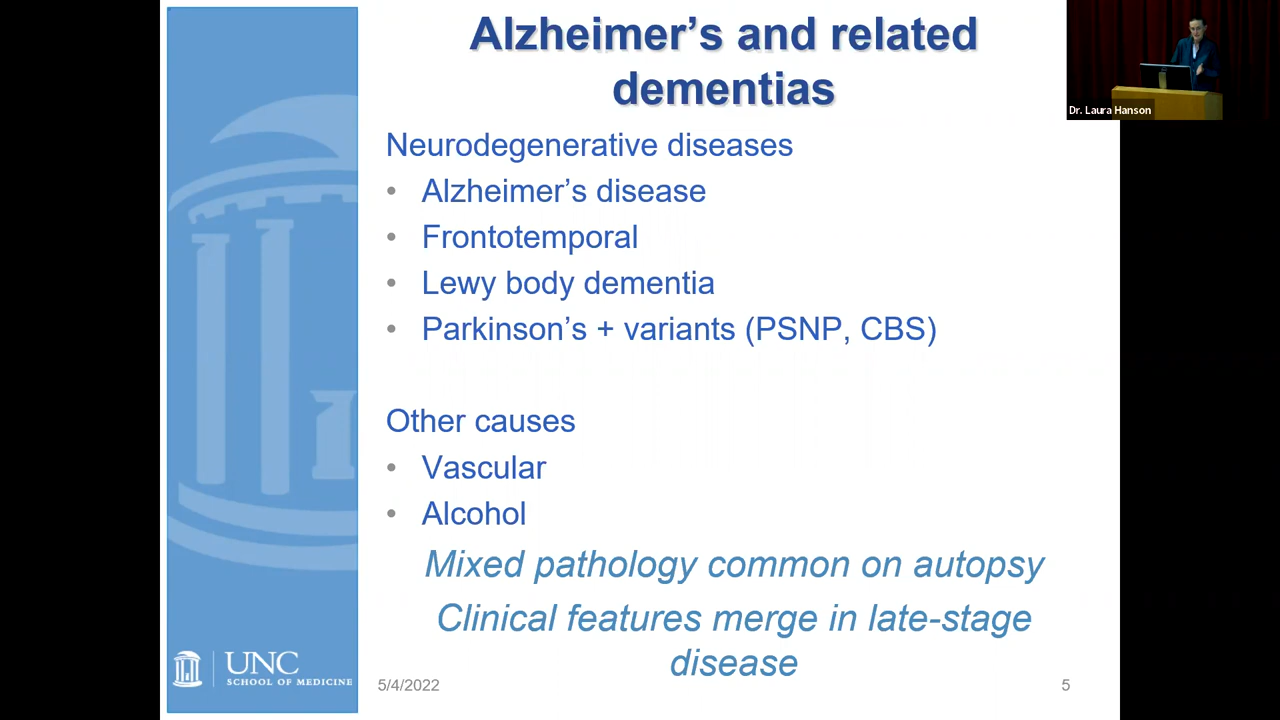 Alzheimer's and related
dementias
Dr. Laura Hanson
Neurodegenerative diseases
• Alzheimer's disease
• Frontotemporal
• Lewy body dementia
• Parkinson's + variants (PSNP, CBS)
Other causes
• Vascular
• Alcohol
Mixed pathology common on autopsy
Clinical features merge in late-stage
disease
UNC
SCHOOL OF MEDICINE
5/4/2022
5